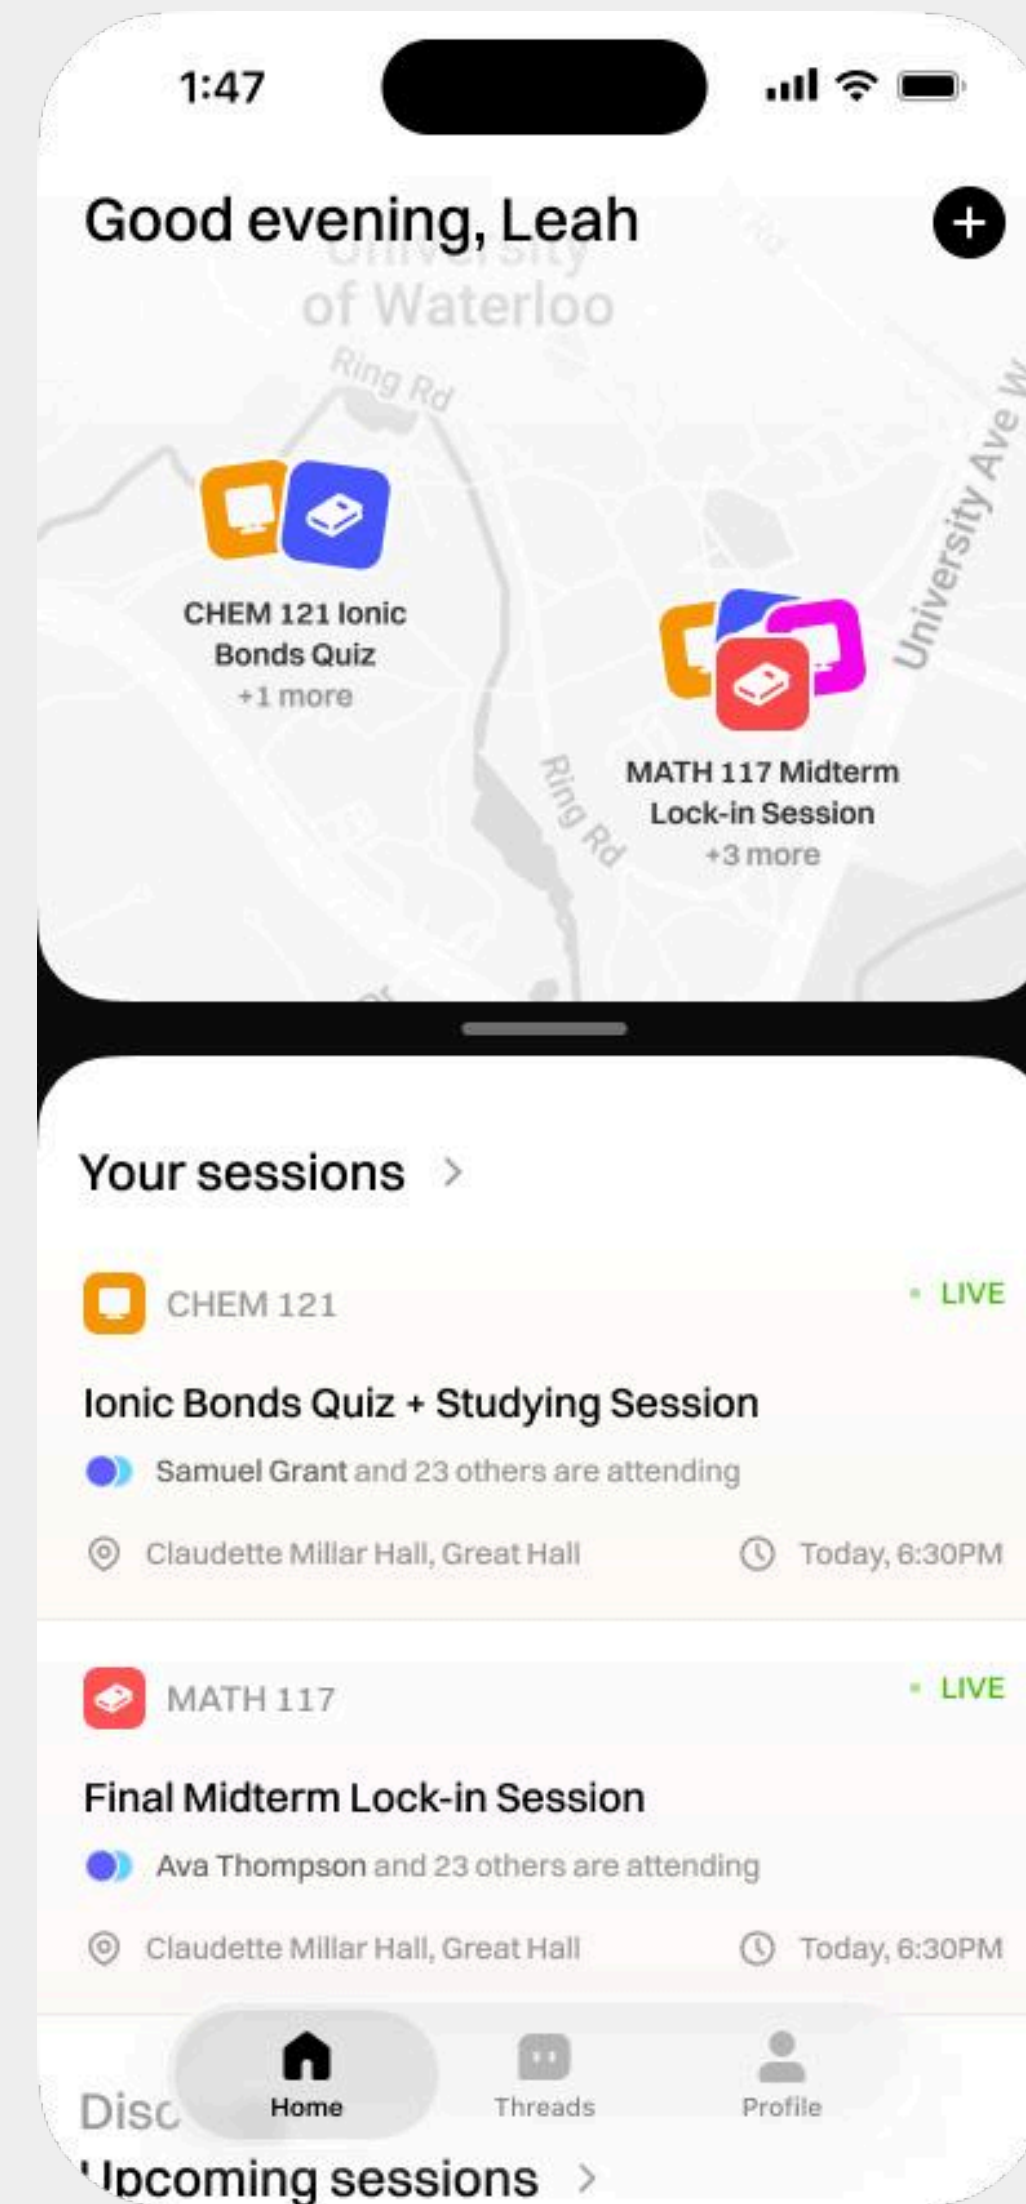 1:47
Good evening, Leah
University
of Waterloo
Rd
Ring Rd
University Ave W
CHEM 121 Ionic
Bonds Quiz
+1 more
MATH 117 Midterm
Lock-in Session
+3 more
Ring Rd
Dr
Your sessions
CHEM 121
LIVE
Ionic Bonds Quiz + Studying Session
Samuel Grant and 23 others are attending
Claudette Millar Hall, Great Hall
Today, 6:30PM
MATH 117
LIVE
Final Midterm Lock-in Session
Ava Thompson and 23 others are attending
Claudette Millar Hall, Great Hall
Today, 6:30PM
Home
Threads
Profile
Disc
Upcoming sessions